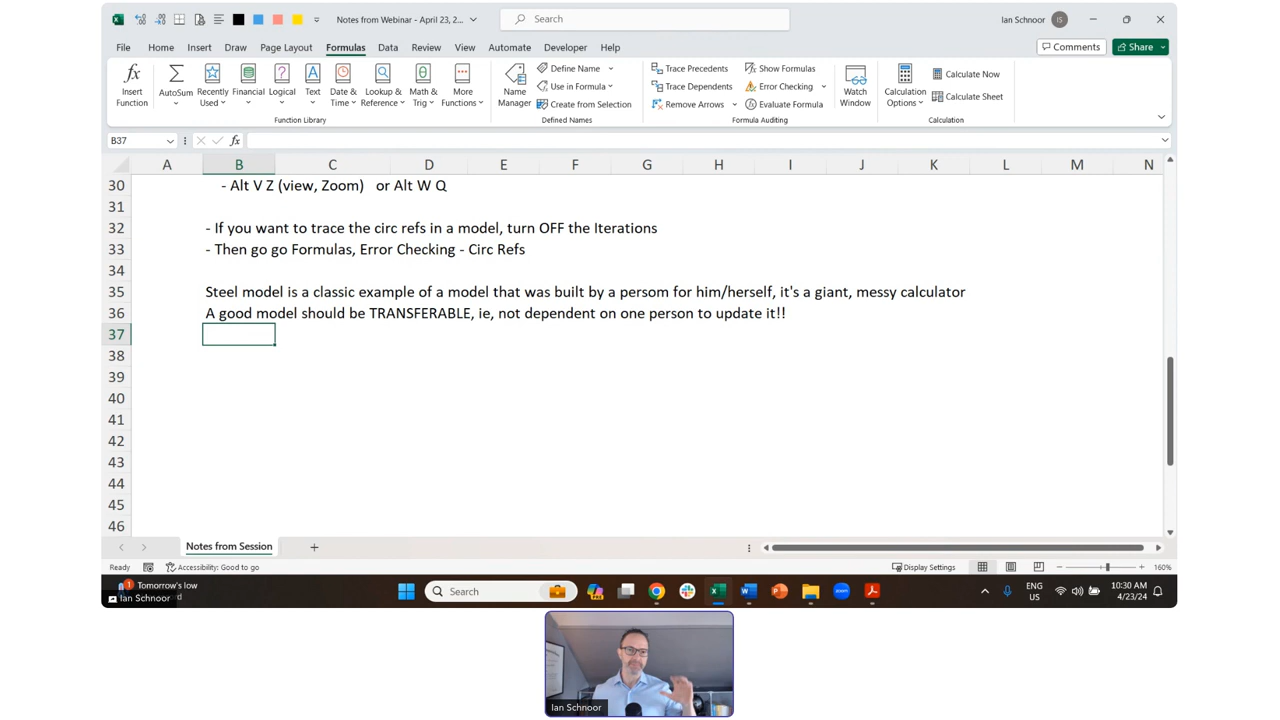 Notes from Webinar - April 23, 2...
Search
Ian Schnoor
IS
File Home Insert Draw Page Layout Formulas Data Review View Automate Developer Help
Comments
Share
Insert Function
AutoSum
Recently Used
Financial
Logical
Text
Date & Time
Lookup & Reference
Math & Trig
More Functions
Function Library
Name Manager
Define Name
Use in Formula
Create from Selection
Defined Names
Trace Precedents
Trace Dependents
Remove Arrows
Show Formulas
Error Checking
Evaluate Formula
Formula Auditing
Watch Window
Calculation Options
Calculate Now
Calculate Sheet
Calculation
B37
fx
A B C D E F G H I J K L M N
30 - Alt V Z (view, Zoom) or Alt W Q
31
32 - If you want to trace the circ refs in a model, turn OFF the Iterations
33 - Then go go Formulas, Error Checking - Circ Refs
34
35 Steel model is a classic example of a model that was built by a persom for him/herself, it's a giant, messy calculator
36 A good model should be TRANSFERABLE, ie, not dependent on one person to update it!!
37
38
39
40
41
42
43
44
45
46
Notes from Session
Ready
Accessibility: Good to go
Display Settings
160%
1
Tomorrow's low
Ian Schnoor
Search
ENG
US
10:30 AM
4/23/24
Ian Schnoor